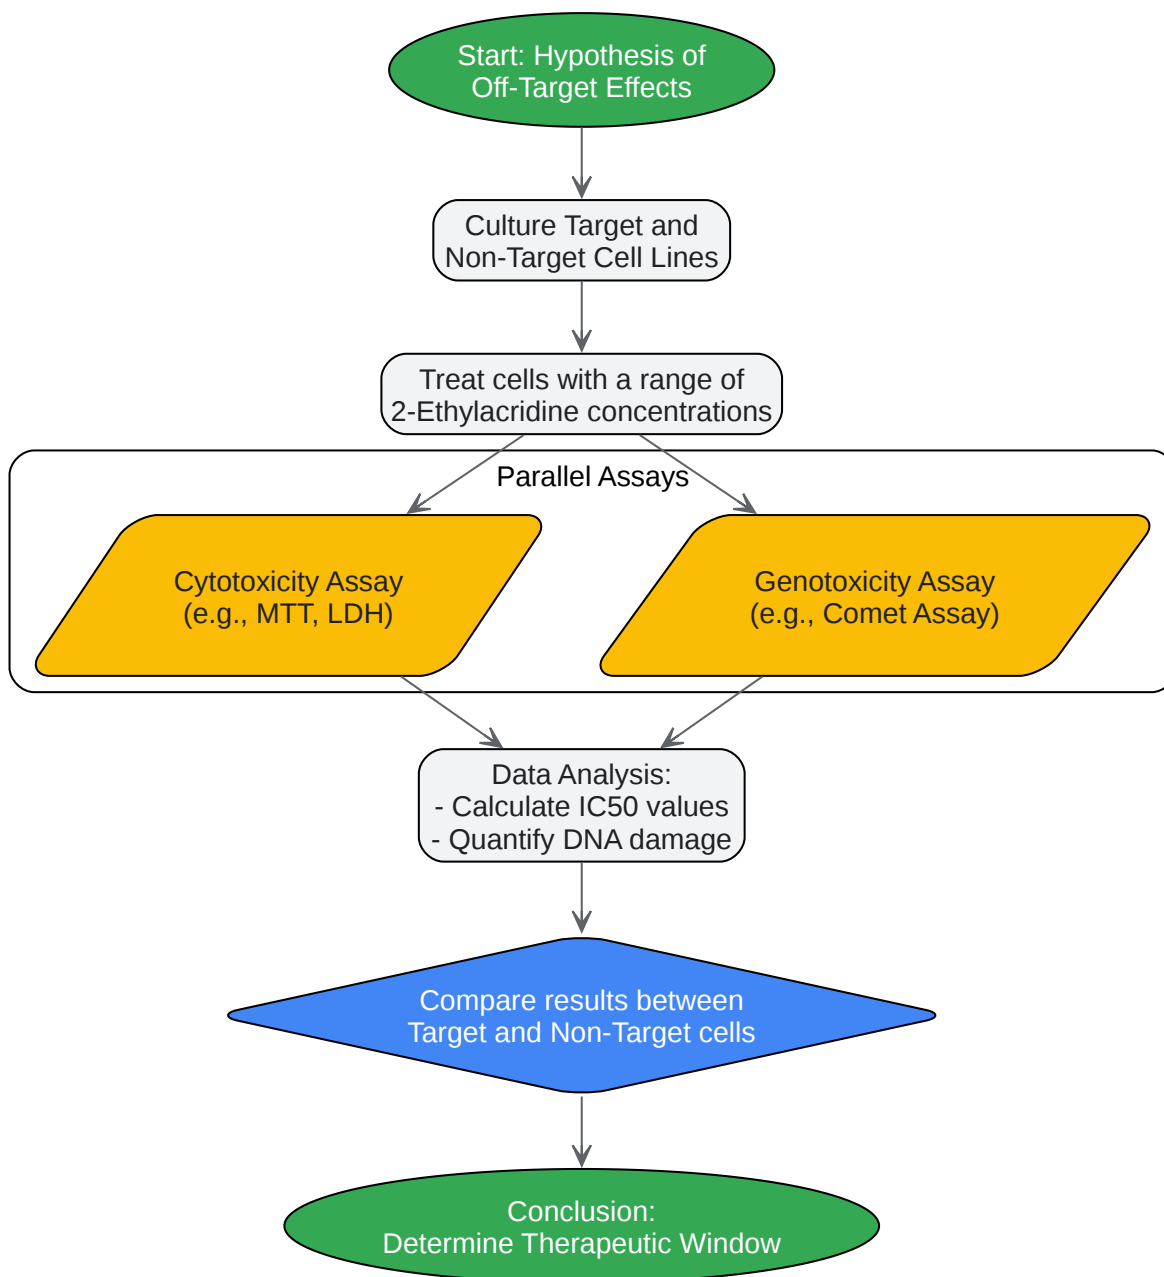 Start: Hypothesis of
Off-Target Effects
Culture Target and
Non-Target Cell Lines
Treat cells with a range of
2-Ethylacridine concentrations
Parallel Assays
Cytotoxicity Assay
(e.g., MTT, LDH)
Genotoxicity Assay
(e.g., Comet Assay)
Data Analysis:
- Calculate IC50 values
- Quantify DNA damage
Compare results between
Target and Non-Target cells
Conclusion:
Determine Therapeutic Window